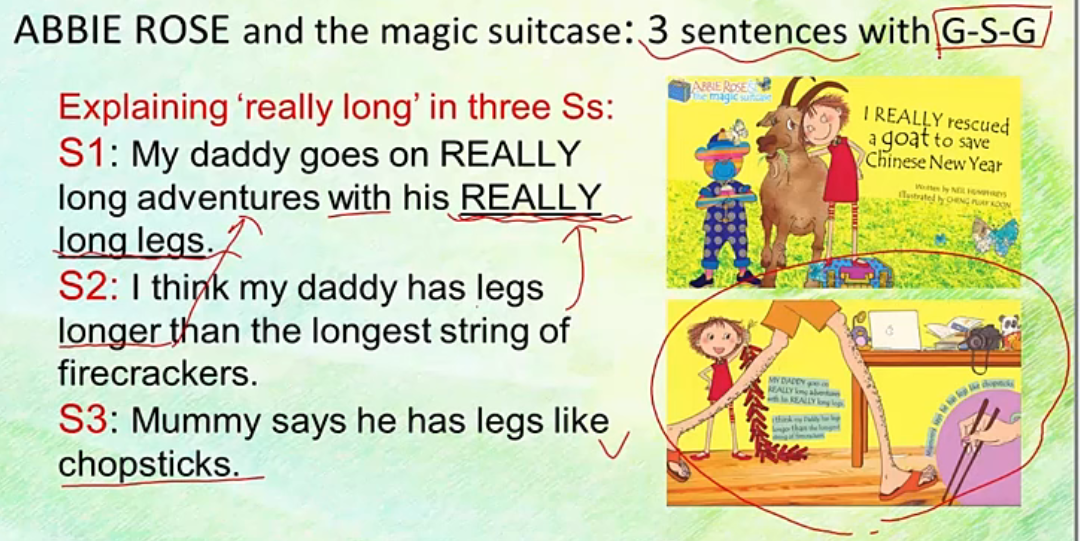 ABBIE ROSE and the magic suitcase: 3 sentences with G-S-G
Explaining ‘really long’ in three Ss:
S1: My daddy goes on REALLY
long adventures with his REALLY
long legs.
S2: I think my daddy has legs
longer than the longest string of
firecrackers.
S3: Mummy says he has legs like
chopsticks.
ABBIE ROSE
the magic suitcase
I REALLY rescued
a goat to save
Chinese New Year
Written by NEIL HUMPHREYS
Illustrated by CHENG PUAY KOON
MY DADDY goes on
REALLY long adventures
with his REALLY long legs.
I think my daddy has legs
longer than the longest
string of firecrackers.
Mummy says he has legs like chopsticks.